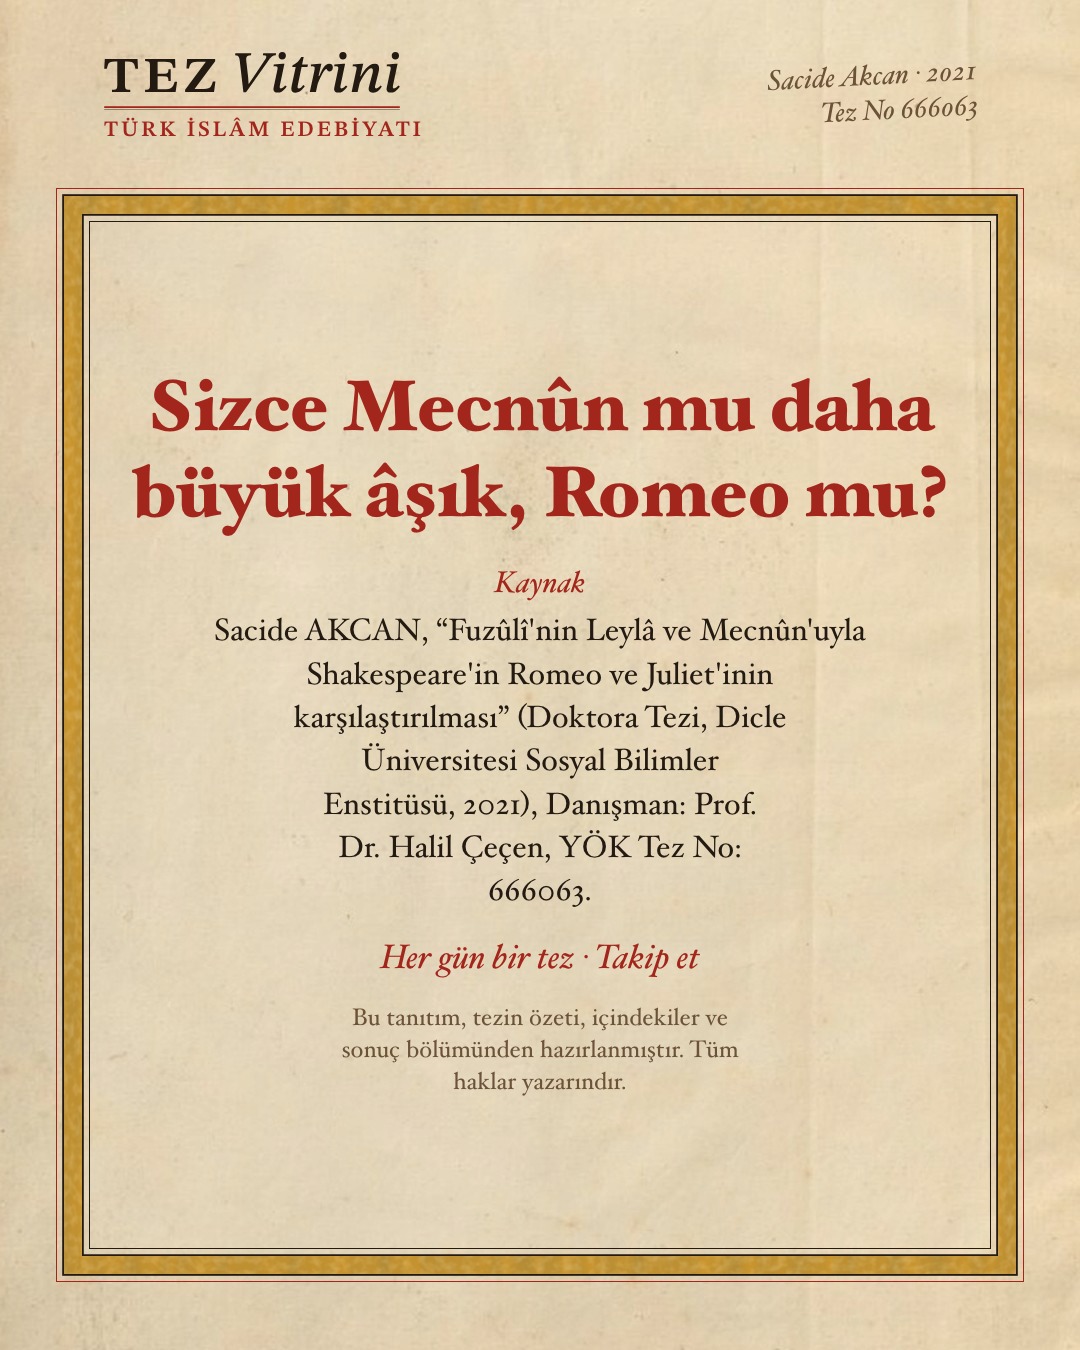 TEZ Vitrini
TÜRK İSLÂM EDEBİYATI
Sacide Akcan · 2021
Tez No 666063
Sizce Mecnûn mu daha
büyük âşık, Romeo mu?
Kaynak
Sacide AKCAN, “Fuzûlî'nin Leylâ ve Mecnûn'uyla
Shakespeare'in Romeo ve Juliet'inin
karşılaştırılması” (Doktora Tezi, Dicle
Üniversitesi Sosyal Bilimler
Enstitüsü, 2021), Danışman: Prof.
Dr. Halil Çeçen, YÖK Tez No:
666063.
Her gün bir tez · Takip et
Bu tanıtım, tezin özeti, içindekiler ve
sonuç bölümünden hazırlanmıştır. Tüm
haklar yazarındır.